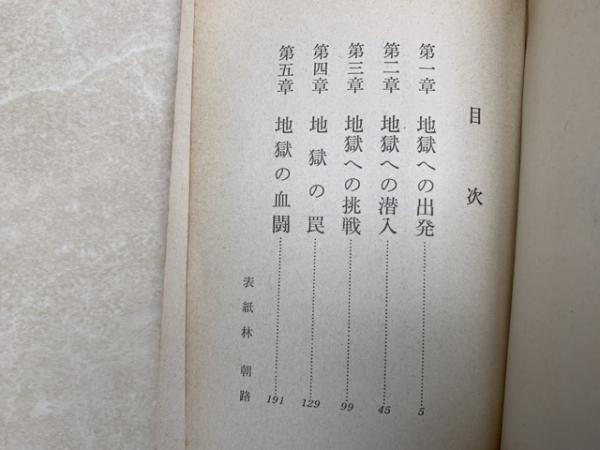 目次
第一章 地獄への出発……5
第二章 地獄への潜入……45
第三章 地獄への挑戦……99
第四章 地獄の罠……129
第五章 地獄の血闘……191
表紙 林 朝路